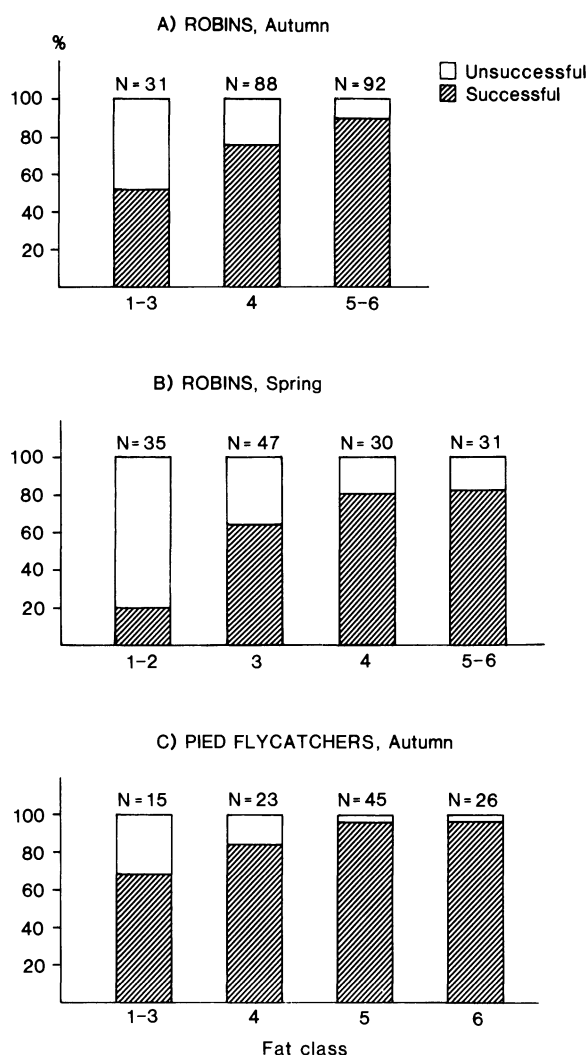 A) ROBINS, Autumn
%
N=31 N=88 N=92
Unsuccessful
Successful
100
80
60
40
20
1–3 4 5–6
B) ROBINS, Spring
N=35 N=47 N=30 N=31
100
80
60
40
20
1–2 3 4 5–6
C) PIED FLYCATCHERS, Autumn
N=15 N=23 N=45 N=26
100
80
60
40
20
1–3 4 5 6
Fat class